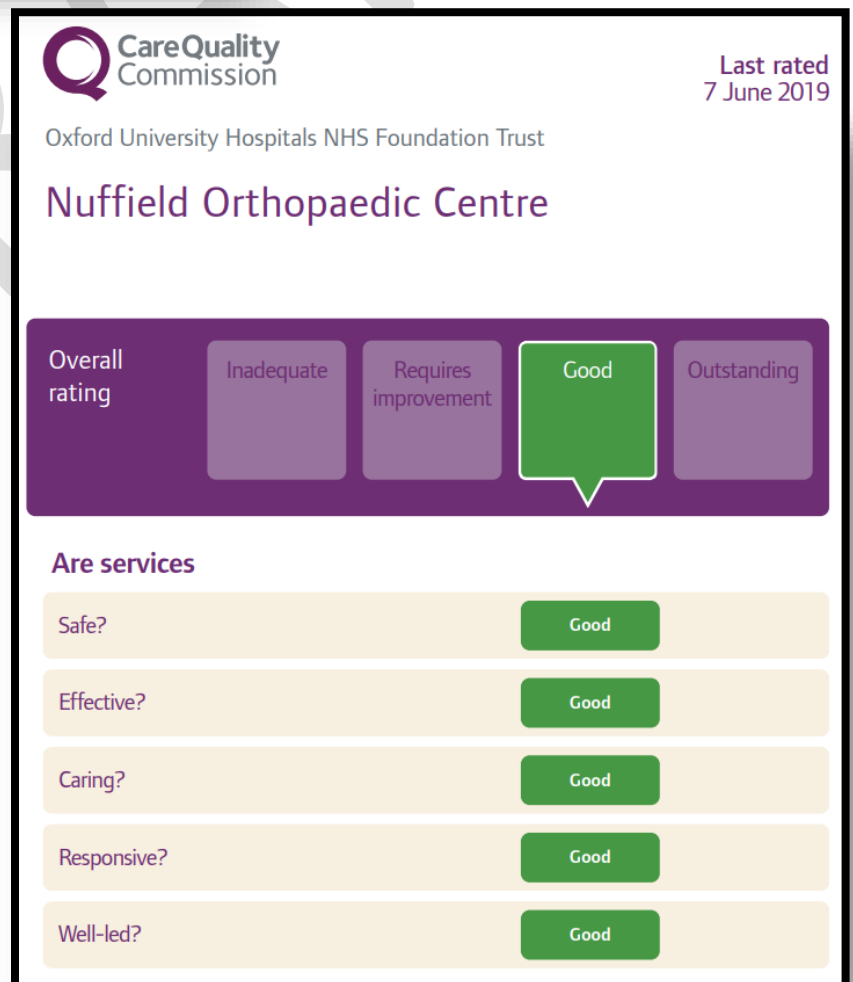 CareQuality
Commission
Last rated
7 June 2019
Oxford University Hospitals NHS Foundation Trust
Nuffield Orthopaedic Centre
Overall
rating
Inadequate
Requires
improvement
Good
Outstanding
Are services
Safe?
Good
Effective?
Good
Caring?
Good
Responsive?
Good
Well-led?
Good